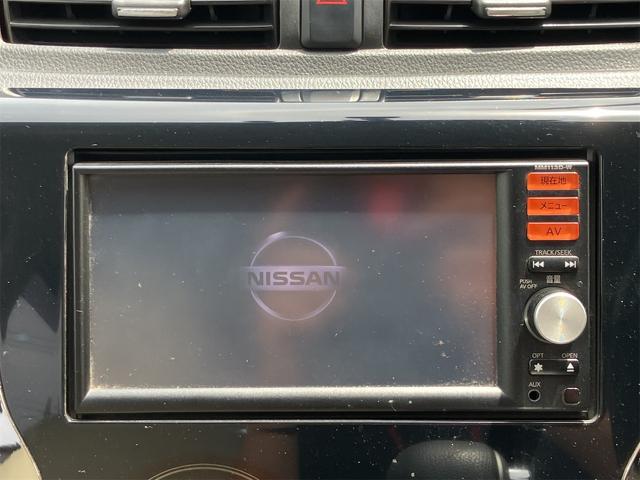 MM113D-W
現在地
メニュー
AV
TRACK/SEEK
音量
PUSH
AV OFF
NISSAN
OPT
OPEN
AUX